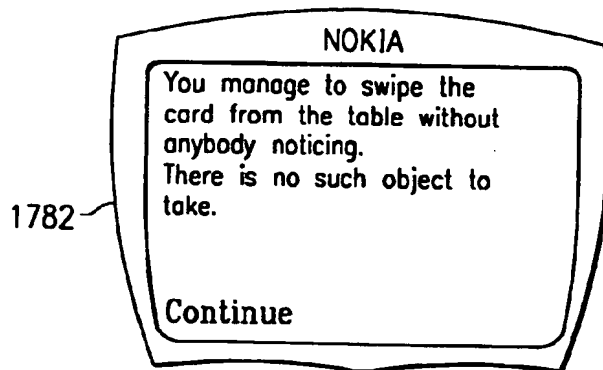 NOKIA
You manage to swipe the
card from the table without
anybody noticing.
There is no such object to
take.
1782
Continue